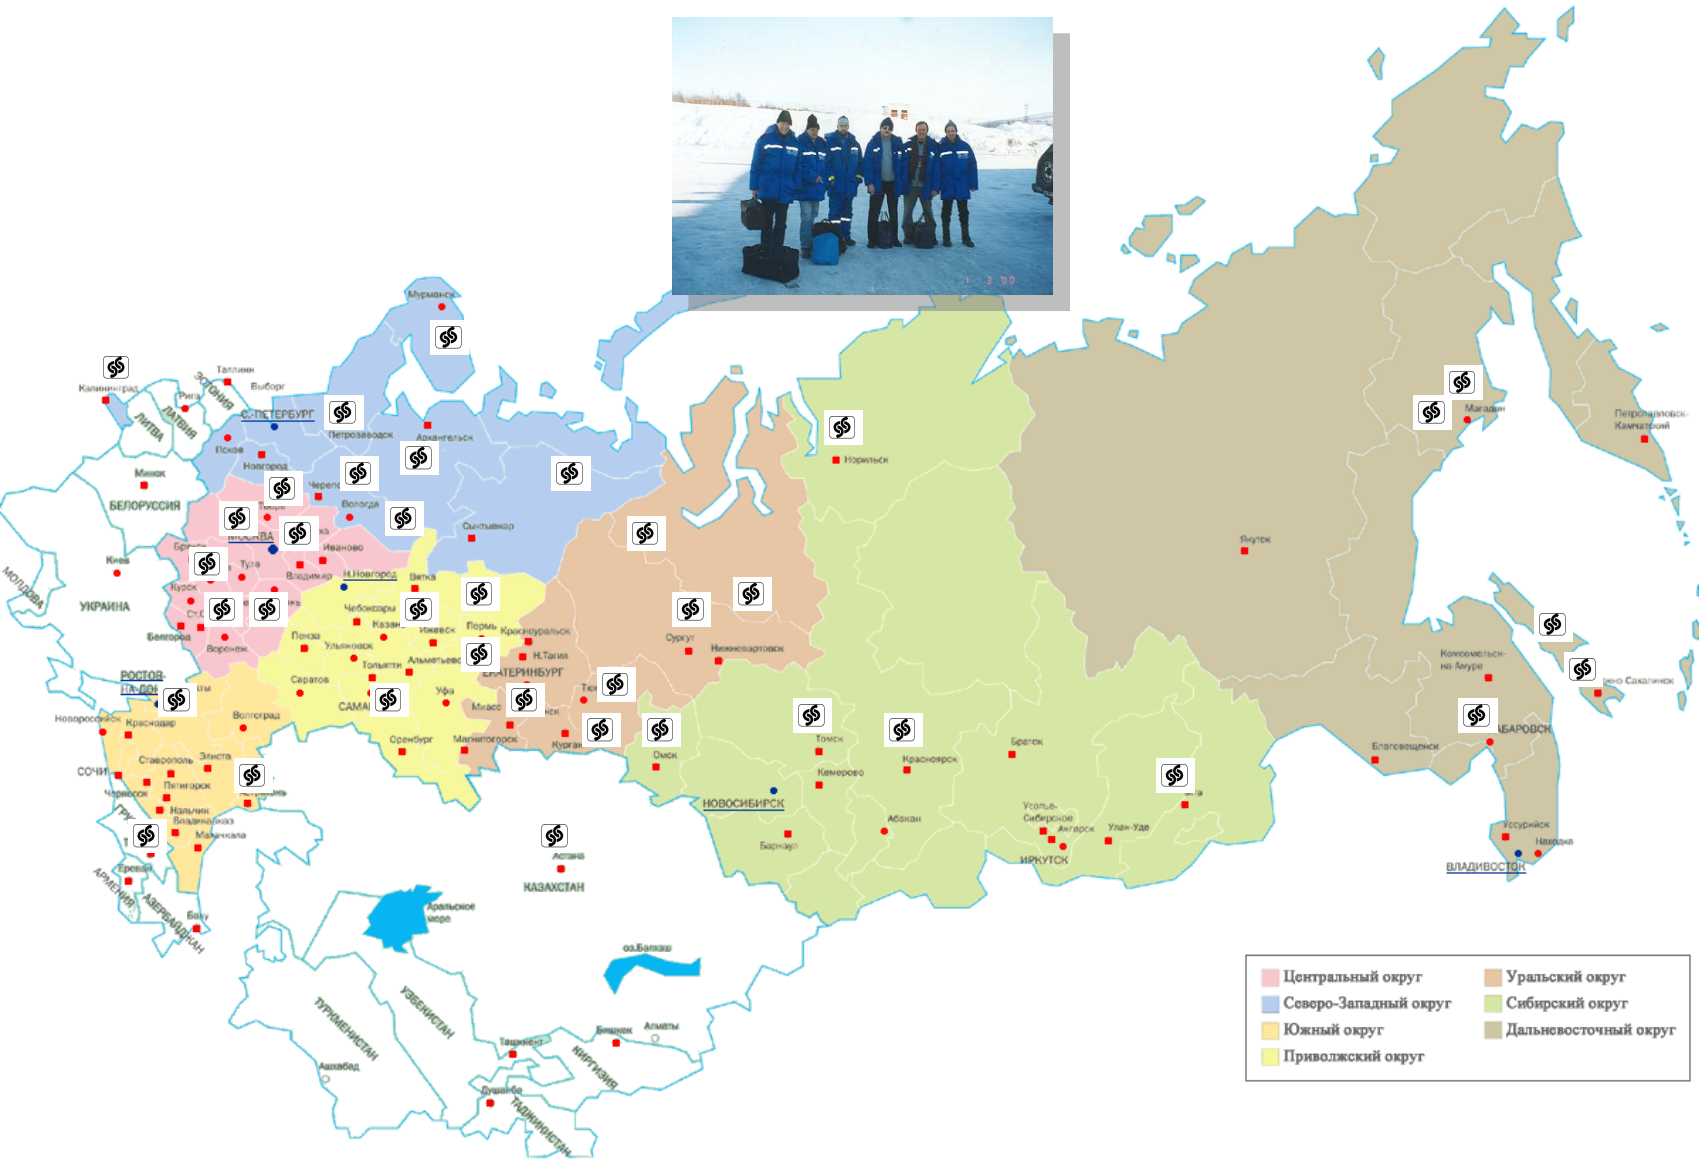 Мурманск
Таллинн
Калининград
ЭСТОНИЯ
Выборг
Рига
ЛАТВИЯ
ЛИТВА
С.-ПЕТЕРБУРГ
Петрозаводск
Архангельск
Псков
Новгород
Минск
БЕЛОРУССИЯ
Вологда
Сыктывкар
МОСКВА
Иваново
Владимир
Тула
Киев
УКРАИНА
МОЛДОВА
Курск
Белгород
Воронеж
Н.Новгород
Вятка
Чебоксары
Ижевск
Пермь
Красноуральск
Н.Тагил
ЕКАТЕРИНБУРГ
Пенза
Ульяновск
Тольятти
Альметьевск
Саратов
Уфа
Миасс
Оренбург
Магнитогорск
Курган
Сургут
Нижневартовск
Норильск
РОСТОВ-
Новороссийск
Краснодар
Волгоград
Ставрополь
Элиста
СОЧИ
Пятигорск
Нальчик
Владикавказ
Махачкала
Ереван
АРМЕНИЯ
АЗЕРБАЙДЖАН
Баку
Омск
Томск
Кемерово
Красноярск
НОВОСИБИРСК
Барнаул
Абакан
Братск
Усолье-
Сибирское
Ангарск
ИРКУТСК
Улан-Удэ
Якутск
Магадан
Петропавловск-
Камчатский
Комсомольск-
на-Амуре
Благовещенск
Уссурийск
Находка
ВЛАДИВОСТОК
Астана
КАЗАХСТАН
Аральское
море
оз.Балхаш
ТУРКМЕНИСТАН
УЗБЕКИСТАН
Ашхабад
Ташкент
Бишкек
Алматы
КИРГИЗИЯ
Душанбе
ТАДЖИКИСТАН
Центральный округ
Северо-Западный округ
Южный округ
Приволжский округ
Уральский округ
Сибирский округ
Дальневосточный округ